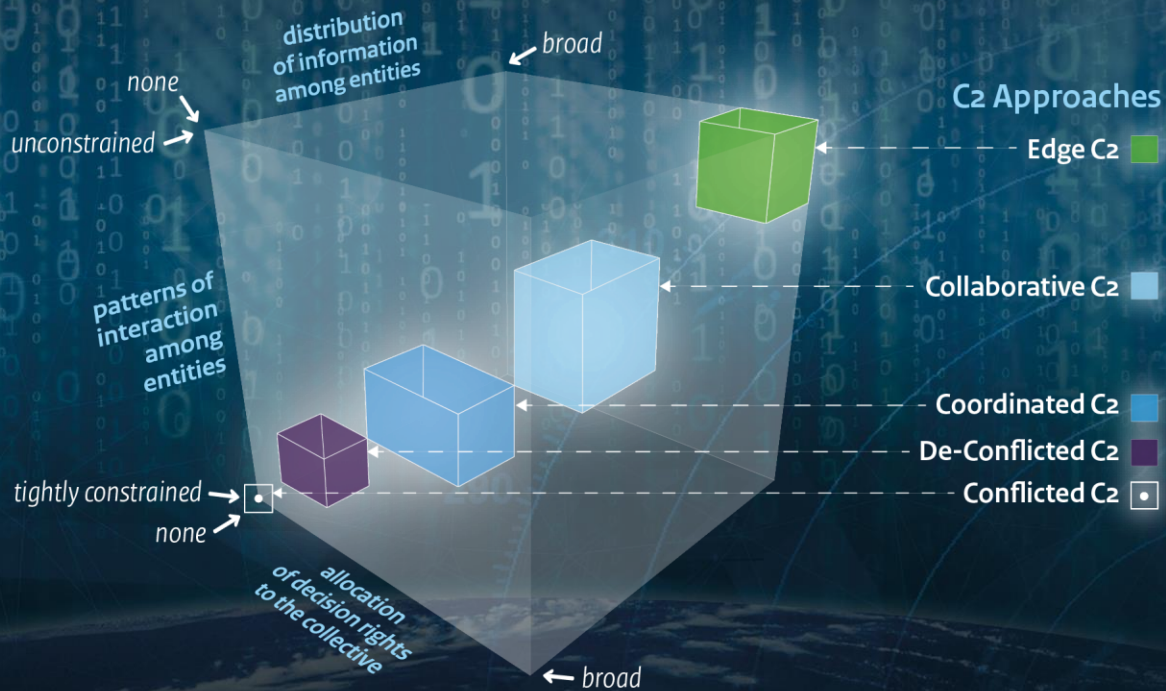 distribution
of information
among entities
broad
none
unconstrained
C2 Approaches
Edge C2
Collaborative C2
patterns of
interaction
among
entities
Coordinated C2
De-Conflicted C2
tightly constrained
Conflicted C2
none
allocation
of decision rights
to the collective
broad